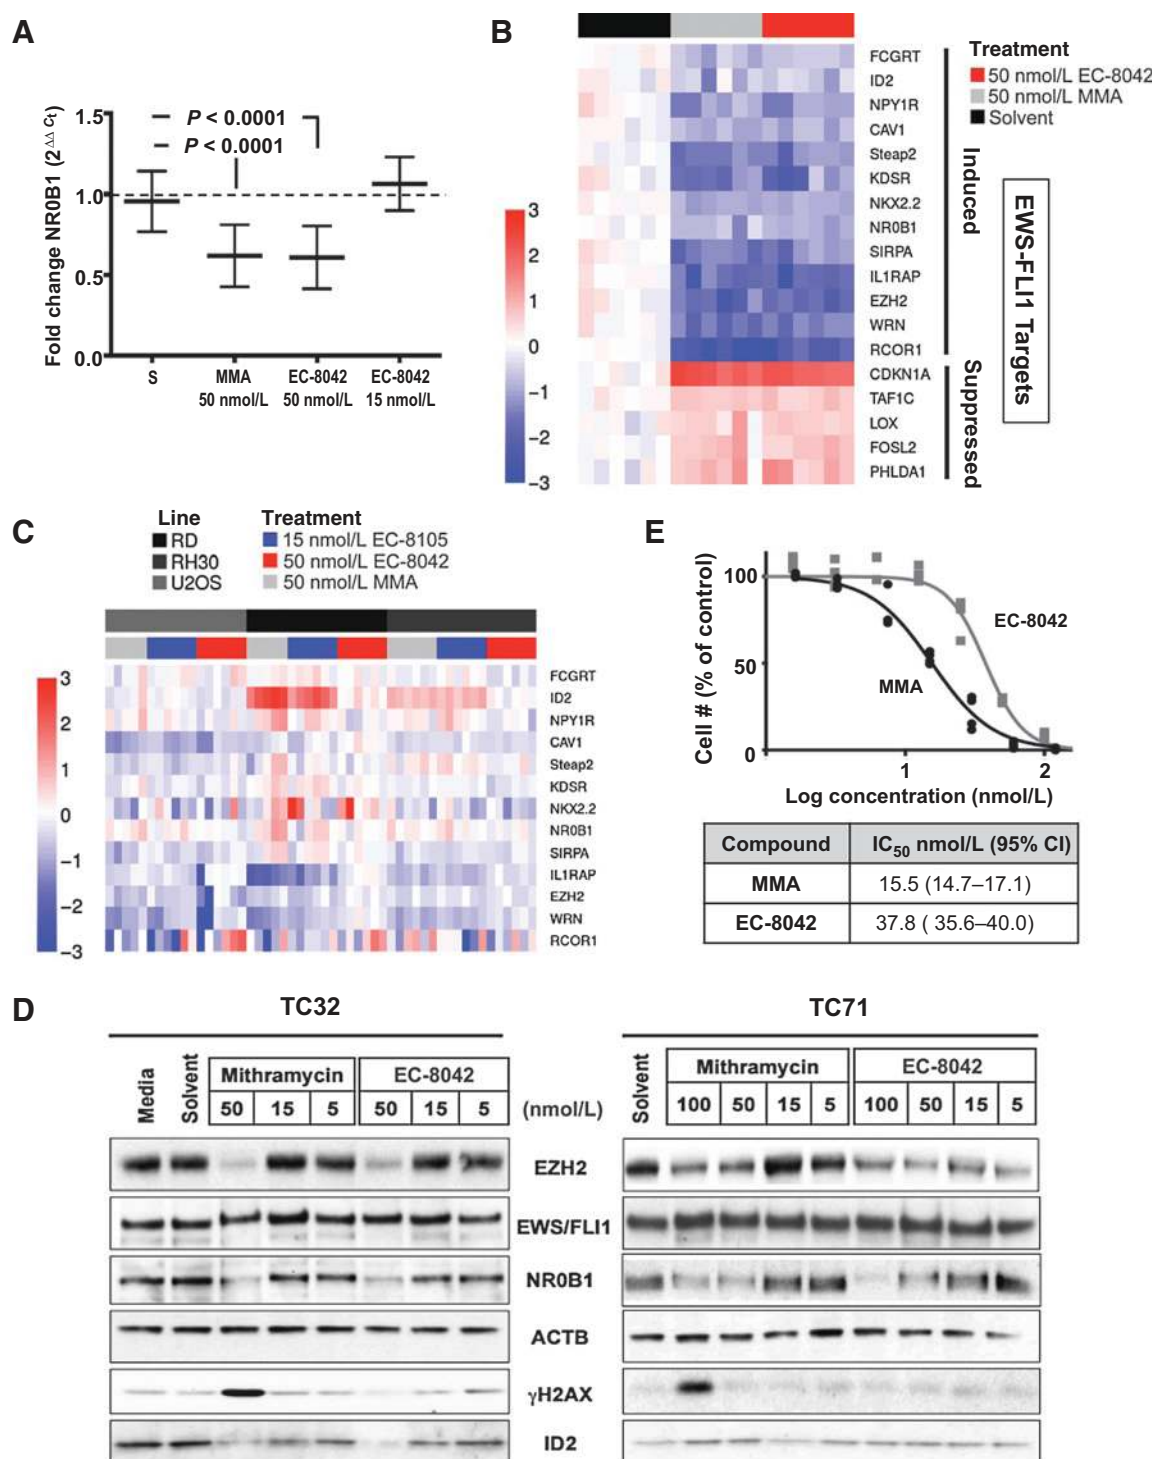 A
Fold change NR0B1 (2^ΔΔ Ct)
1.5
1.0
0.5
0.0
P < 0.0001
P < 0.0001
S
MMA
50 nmol/L
EC-8042
50 nmol/L
EC-8042
15 nmol/L
B
Treatment
50 nmol/L EC-8042
50 nmol/L MMA
Solvent
3
2
1
0
−1
−2
−3
FCGRT
ID2
NPY1R
CAV1
Steap2
KDSR
NKX2.2
NR0B1
SIRPA
IL1RAP
EZH2
WRN
RCOR1
CDKN1A
TAF1C
LOX
FOSL2
PHLDA1
Induced
Suppressed
EWS-FLI1 Targets
C
Line
RD
RH30
U2OS
Treatment
15 nmol/L EC-8105
50 nmol/L EC-8042
50 nmol/L MMA
3
2
1
0
−1
−2
−3
FCGRT
ID2
NPY1R
CAV1
Steap2
KDSR
NKX2.2
NR0B1
SIRPA
IL1RAP
EZH2
WRN
RCOR1
E
Cell # (% of control)
100
50
0
EC-8042
MMA
1
2
Log concentration (nmol/L)
Compound IC50 nmol/L (95% CI)
MMA 15.5 (14.7–17.1)
EC-8042 37.8 ( 35.6–40.0)
D
TC32
Media
Solvent
Mithramycin
EC-8042
50 15 5 50 15 5
(nmol/L)
TC71
Solvent
Mithramycin
EC-8042
100 50 15 5 100 50 15 5
EZH2
EWS/FLI1
NR0B1
ACTB
γH2AX
ID2